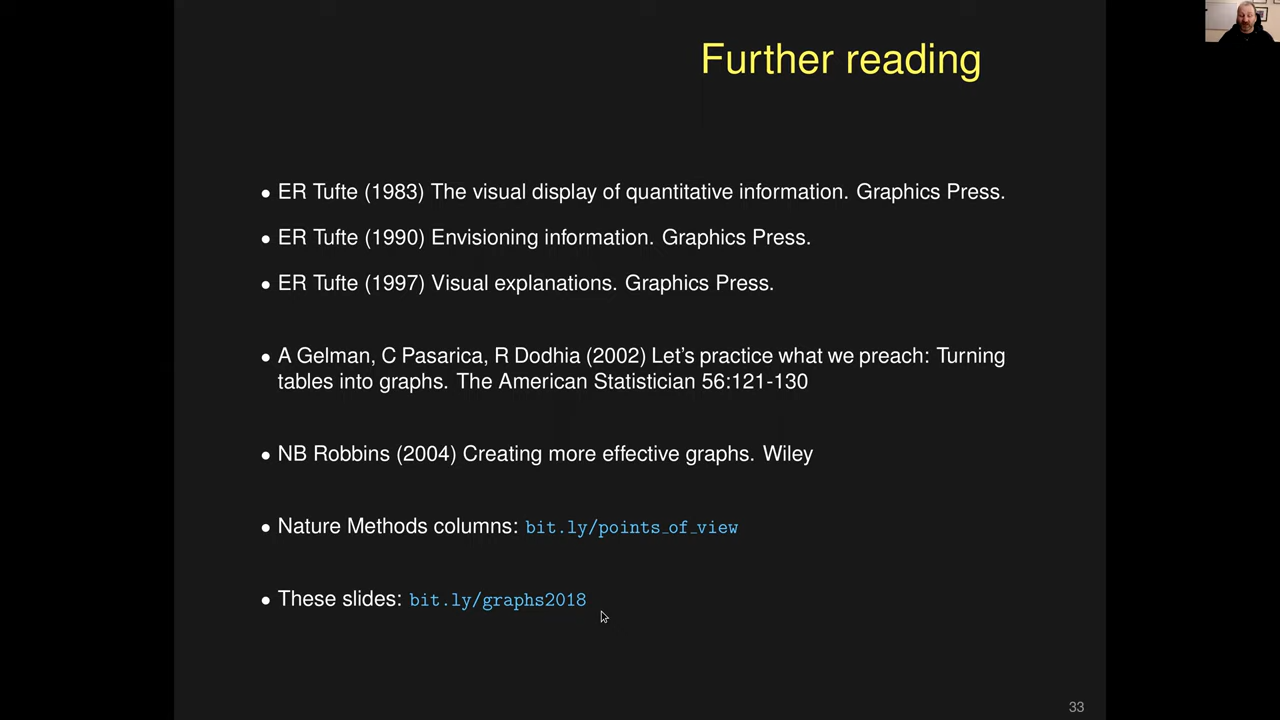 Further reading
• ER Tufte (1983) The visual display of quantitative information. Graphics Press.
• ER Tufte (1990) Envisioning information. Graphics Press.
• ER Tufte (1997) Visual explanations. Graphics Press.
• A Gelman, C Pasarica, R Dodhia (2002) Let's practice what we preach: Turning
tables into graphs. The American Statistician 56:121-130
• NB Robbins (2004) Creating more effective graphs. Wiley
• Nature Methods columns: bit.ly/points_of_view
• These slides: bit.ly/graphs2018
33